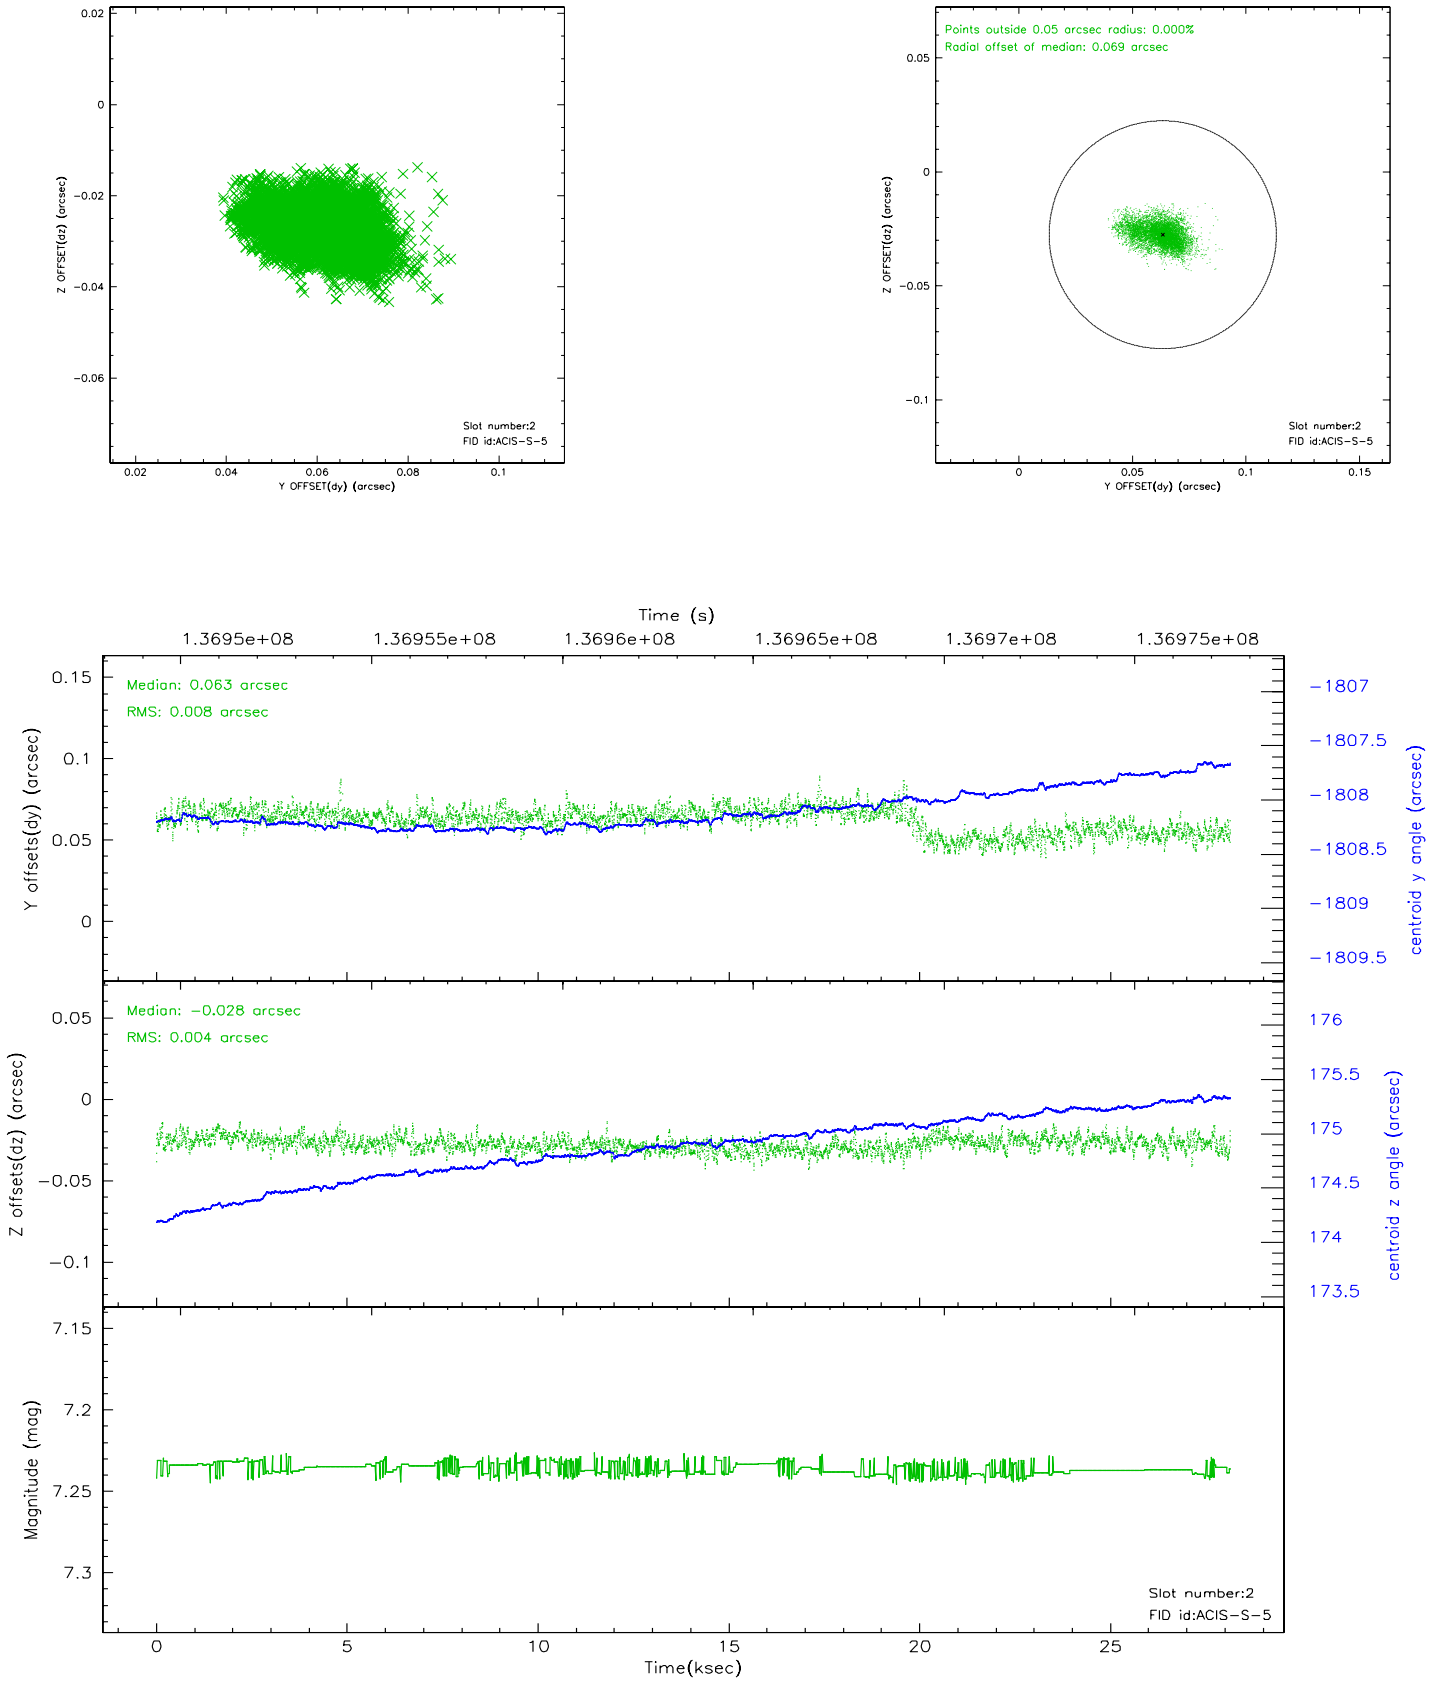 0.02
0
−0.02
−0.04
−0.06
Z OFFSET(dz) (arcsec)
Slot number:2
FID id:ACIS−S−5
0.02 0.04 0.06 0.08 0.1
Y OFFSET(dy) (arcsec)
Points outside 0.05 arcsec radius: 0.000%
Radial offset of median: 0.069 arcsec
0.05
0
−0.05
−0.1
Z OFFSET(dz) (arcsec)
Slot number:2
FID id:ACIS−S−5
0 0.05 0.1 0.15
Y OFFSET(dy) (arcsec)
Time (s)
1.3695e+08 1.36955e+08 1.3696e+08 1.36965e+08 1.3697e+08 1.36975e+08
Median: 0.063 arcsec
RMS: 0.008 arcsec
0.15
0.1
0.05
0
Y offsets(dy) (arcsec)
−1807
−1807.5
−1808
−1808.5
−1809
−1809.5
centroid y angle (arcsec)
Median: −0.028 arcsec
RMS: 0.004 arcsec
0.05
0
−0.05
−0.1
Z offsets(dz) (arcsec)
176
175.5
175
174.5
174
173.5
centroid z angle (arcsec)
7.15
7.2
7.25
7.3
Magnitude (mag)
Slot number:2
FID id:ACIS−S−5
0 5 10 15 20 25
Time(ksec)